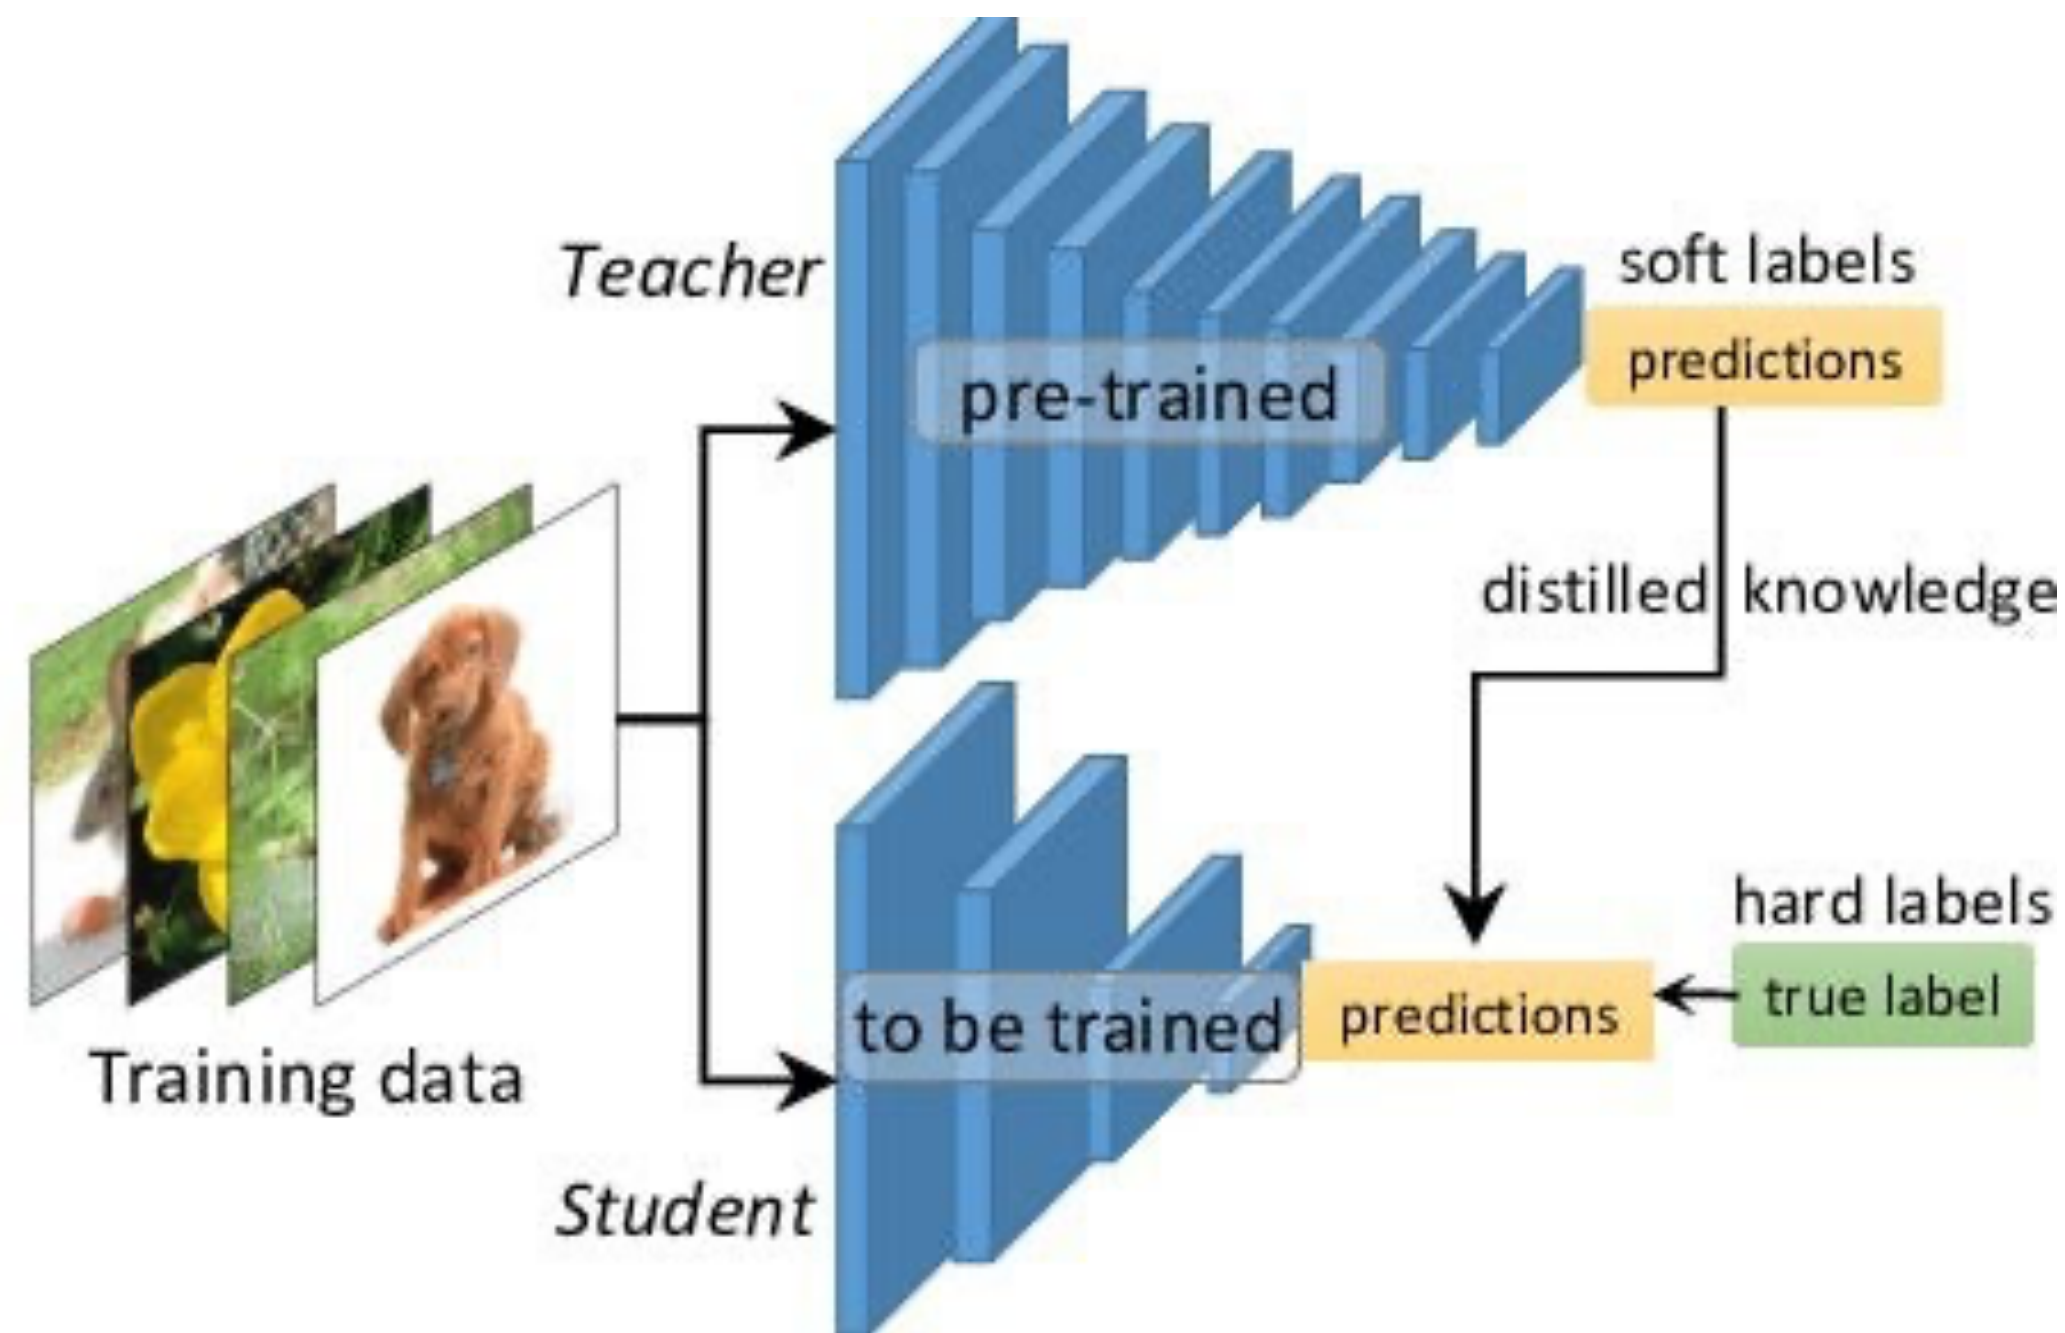 Teacher
pre-trained
soft labels
predictions
distilled knowledge
Training data
Student
to be trained
predictions
hard labels
true label